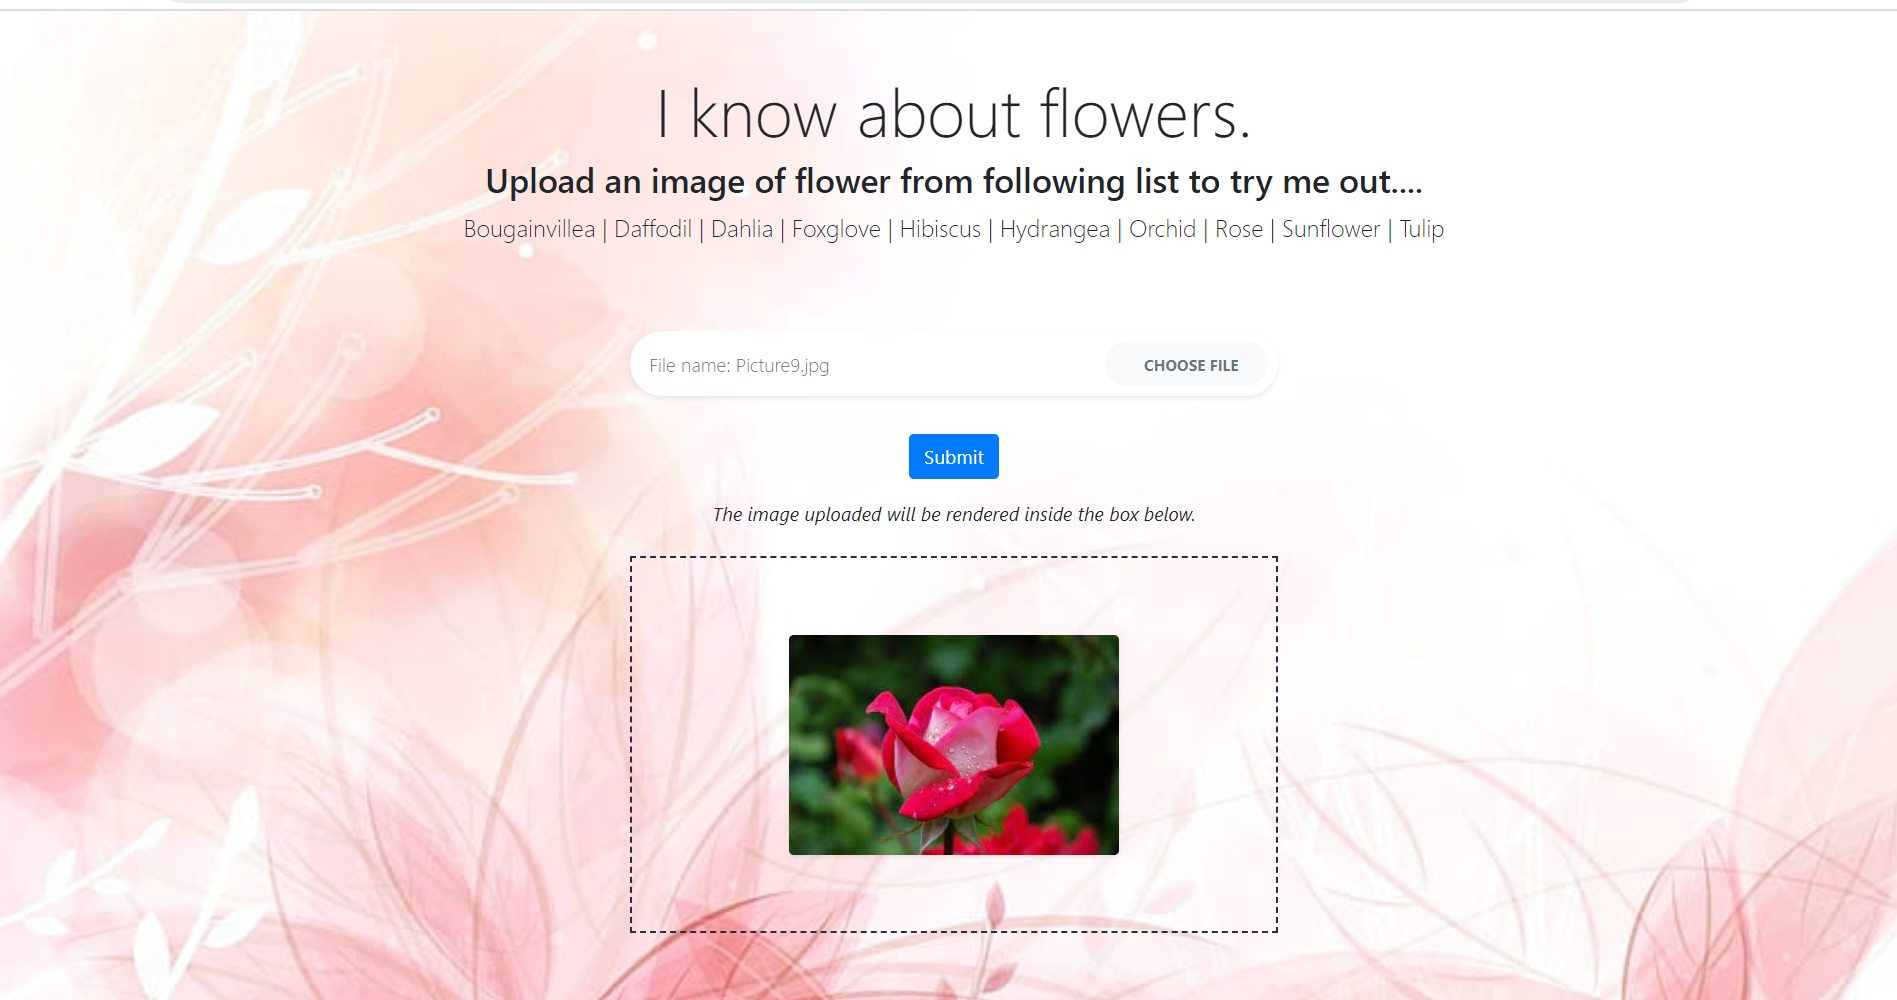 I know about flowers.
Upload an image of flower from following list to try me out....
Bougainvillea | Daffodil | Dahlia | Foxglove | Hibiscus | Hydrangea | Orchid | Rose | Sunflower | Tulip
File name: Picture9.jpg
CHOOSE FILE
Submit
The image uploaded will be rendered inside the box below.